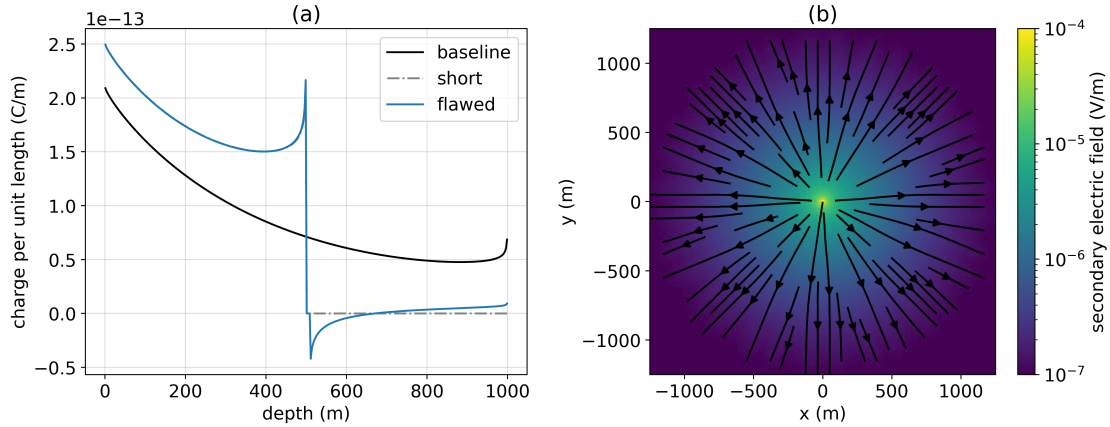 (a)
1e−13
2.5
2.0
1.5
1.0
0.5
0.0
−0.5
0
200
400
600
800
1000
depth (m)
charge per unit length (C/m)
baseline
short
flawed
(b)
1000
500
0
−500
−1000
−1000
−500
0
500
1000
x (m)
y (m)
10−4
10−5
10−6
10−7
secondary electric field (V/m)